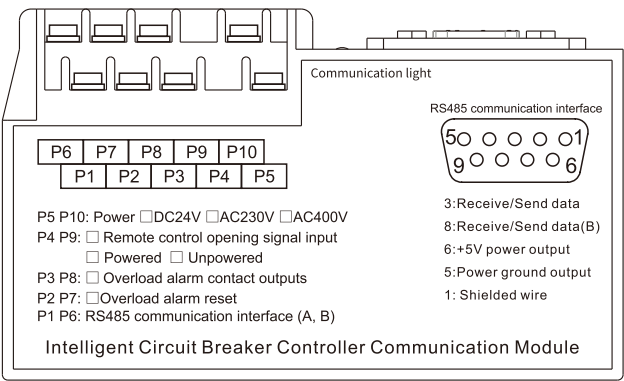 Communication light
RS485 communication interface
5 1
9 6
P6 P7 P8 P9 P10
P1 P2 P3 P4 P5
P5 P10: Power □DC24V □AC230V □AC400V
P4 P9: □ Remote control opening signal input
□ Powered □ Unpowered
P3 P8: □ Overload alarm contact outputs
P2 P7: □Overload alarm reset
P1 P6: RS485 communication interface (A, B)
3:Receive/Send data
8:Receive/Send data(B)
6:+5V power output
5:Power ground output
1: Shielded wire
Intelligent Circuit Breaker Controller Communication Module